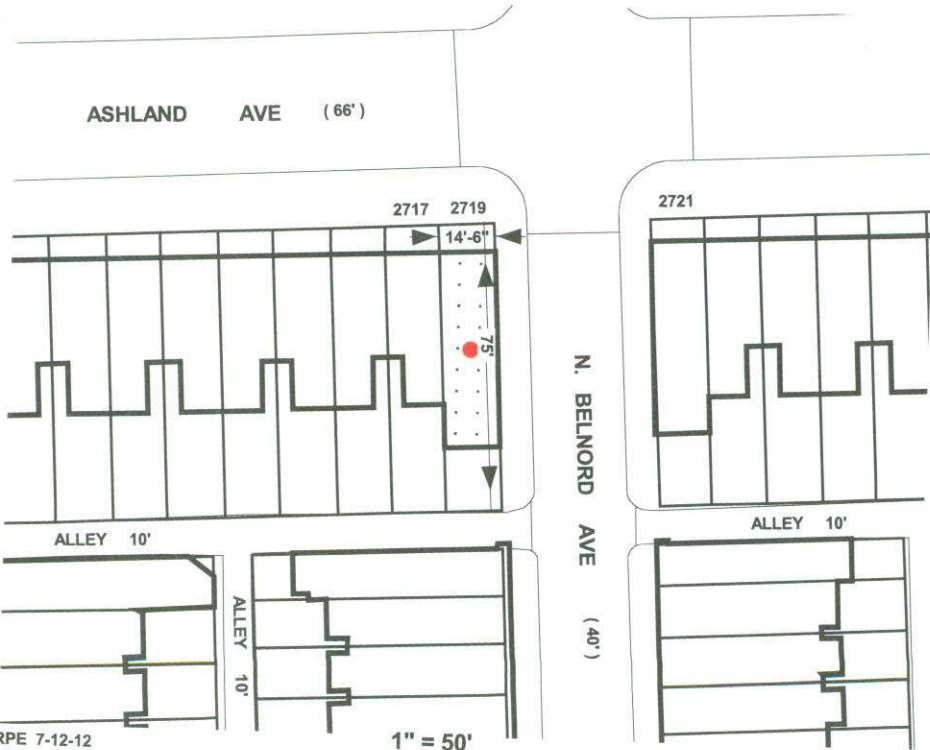 ASHLAND AVE (66')
2717 2719
2721
14'-6"
75'
N. BELNORD AVE (40')
ALLEY 10'
ALLEY 10'
ALLEY 10'
RPE 7-12-12
1" = 50'